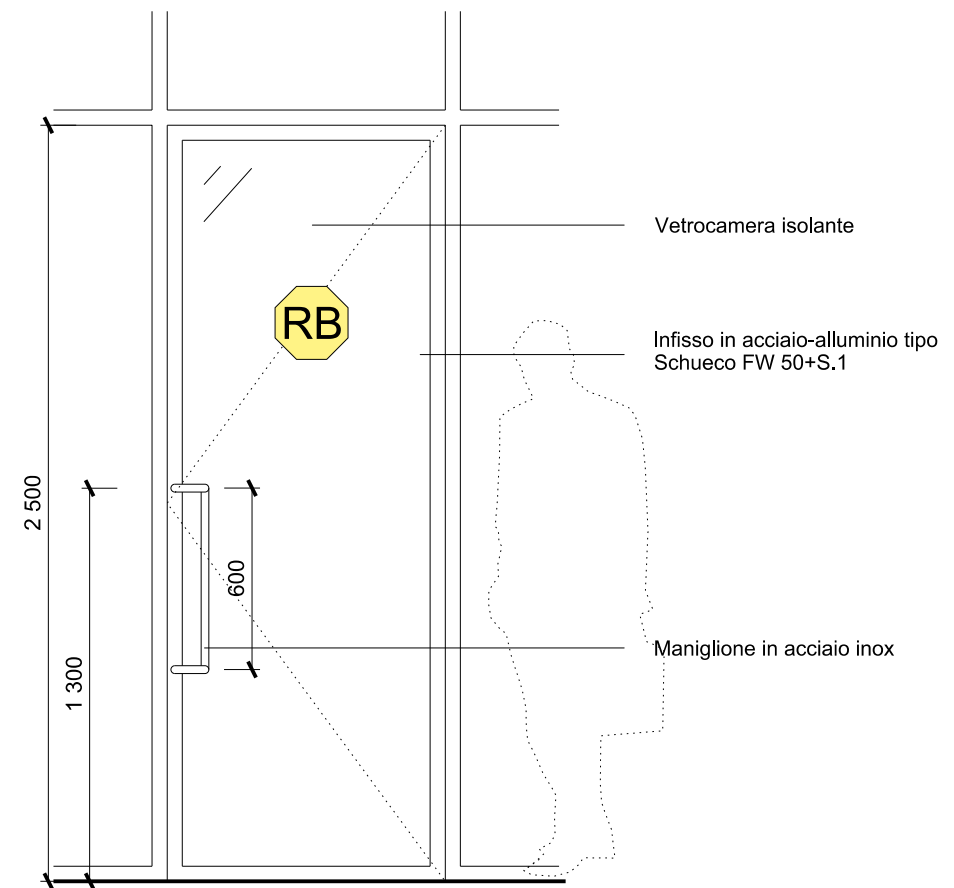 Vetrocamera isolante
RB
Infisso in acciaio-alluminio tipo
Schueco FW 50+S.1
2 500
600
1 300
Maniglione in acciaio inox